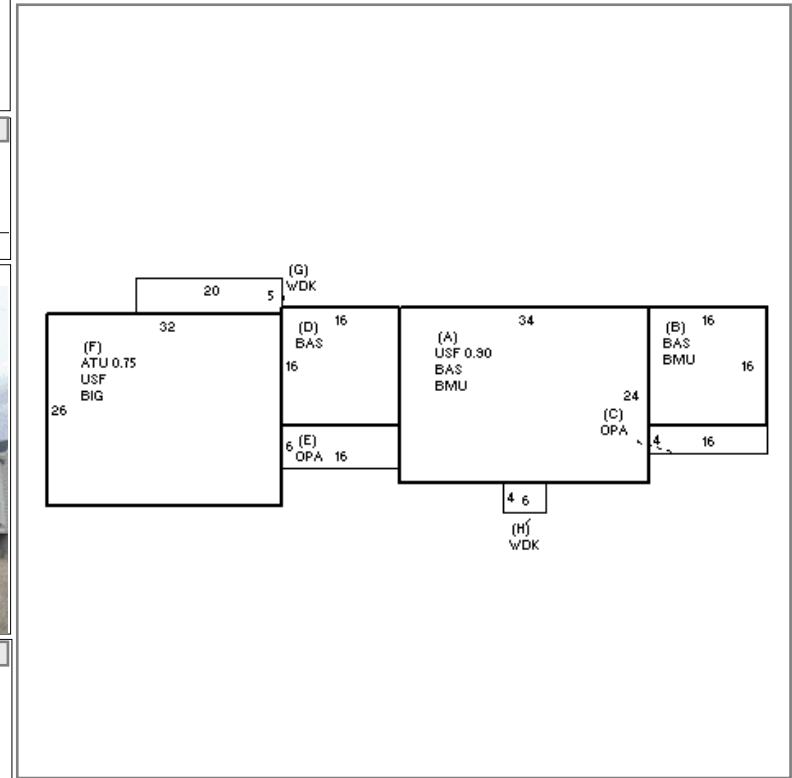 (G)
WDK
20
5
32
(F)
ATU 0.75
USF
BIG
26
(D)
BAS
16
16
6
(E)
OPA 16
34
(A)
USF 0.90
BAS
BMU
24
(C)
OPA
(B)
BAS
BMU
16
16
4
16
4 6
(H)
WDK